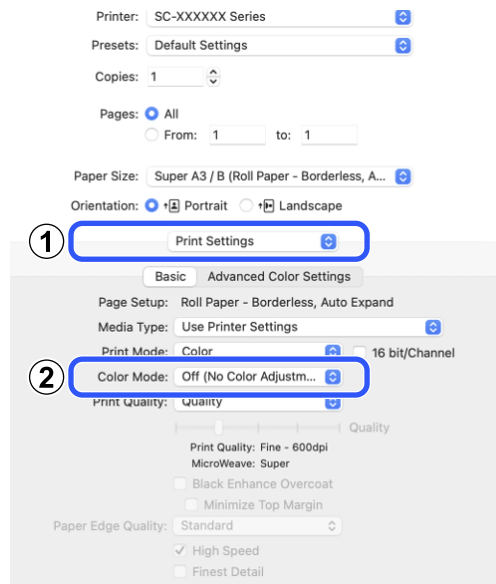 Printer: SC-XXXXXX Series
Presets: Default Settings
Copies: 1
Pages: All
From: 1 to: 1
Paper Size: Super A3 / B (Roll Paper - Borderless, A...
Orientation: Portrait Landscape
1 Print Settings
Basic Advanced Color Settings
Page Setup: Roll Paper - Borderless, Auto Expand
Media Type: Use Printer Settings
Print Mode: Color 16 bit/Channel
2 Color Mode: Off (No Color Adjustm...
Print Quality: Quality
Quality
Print Quality: Fine - 600dpi
MicroWeave: Super
Black Enhance Overcoat
Minimize Top Margin
Paper Edge Quality: Standard
High Speed
Finest Detail